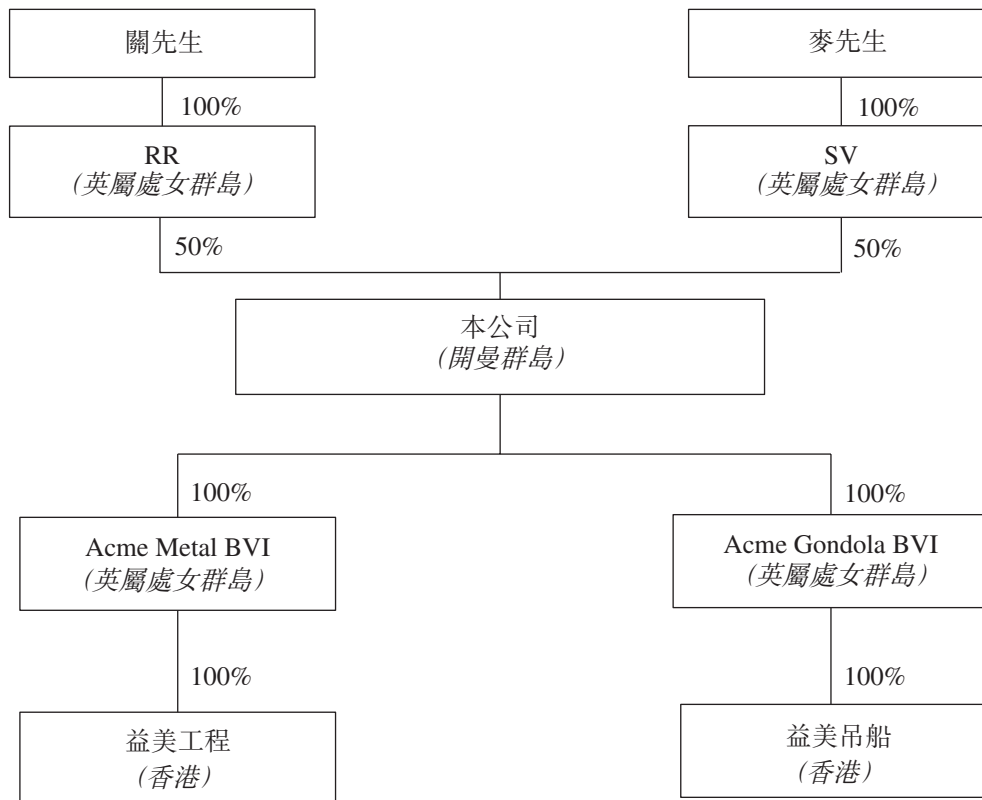 關先生
麥先生
100%
100%
RR
(英屬處女群島)
SV
(英屬處女群島)
50%
50%
本公司
(開曼群島)
100%
100%
Acme Metal BVI
(英屬處女群島)
Acme Gondola BVI
(英屬處女群島)
100%
100%
益美工程
(香港)
益美吊船
(香港)